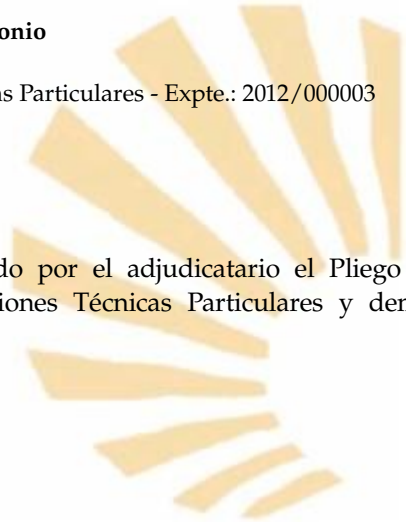 onio
as Particulares - Expte.: 2012/000003
do por el adjudicatario el Pliego
iones Técnicas Particulares y der